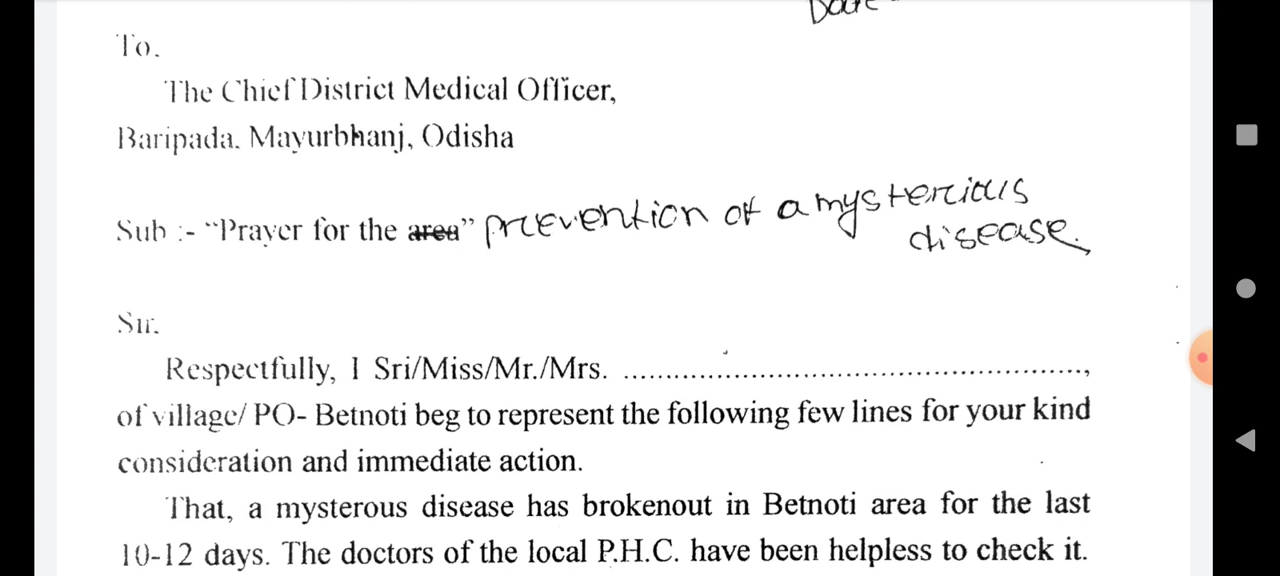 Date
To.
The Chief District Medical Officer,
Baripada. Mayurbhanj, Odisha
Sub :- “Prayer for the area” prevention of a mysterious
disease.
Sir.
Respectfully, I Sri/Miss/Mr./Mrs. ......................................................,
of village/ PO- Betnoti beg to represent the following few lines for your kind
consideration and immediate action.
That, a mysterous disease has brokenout in Betnoti area for the last
10-12 days. The doctors of the local P.H.C. have been helpless to check it.